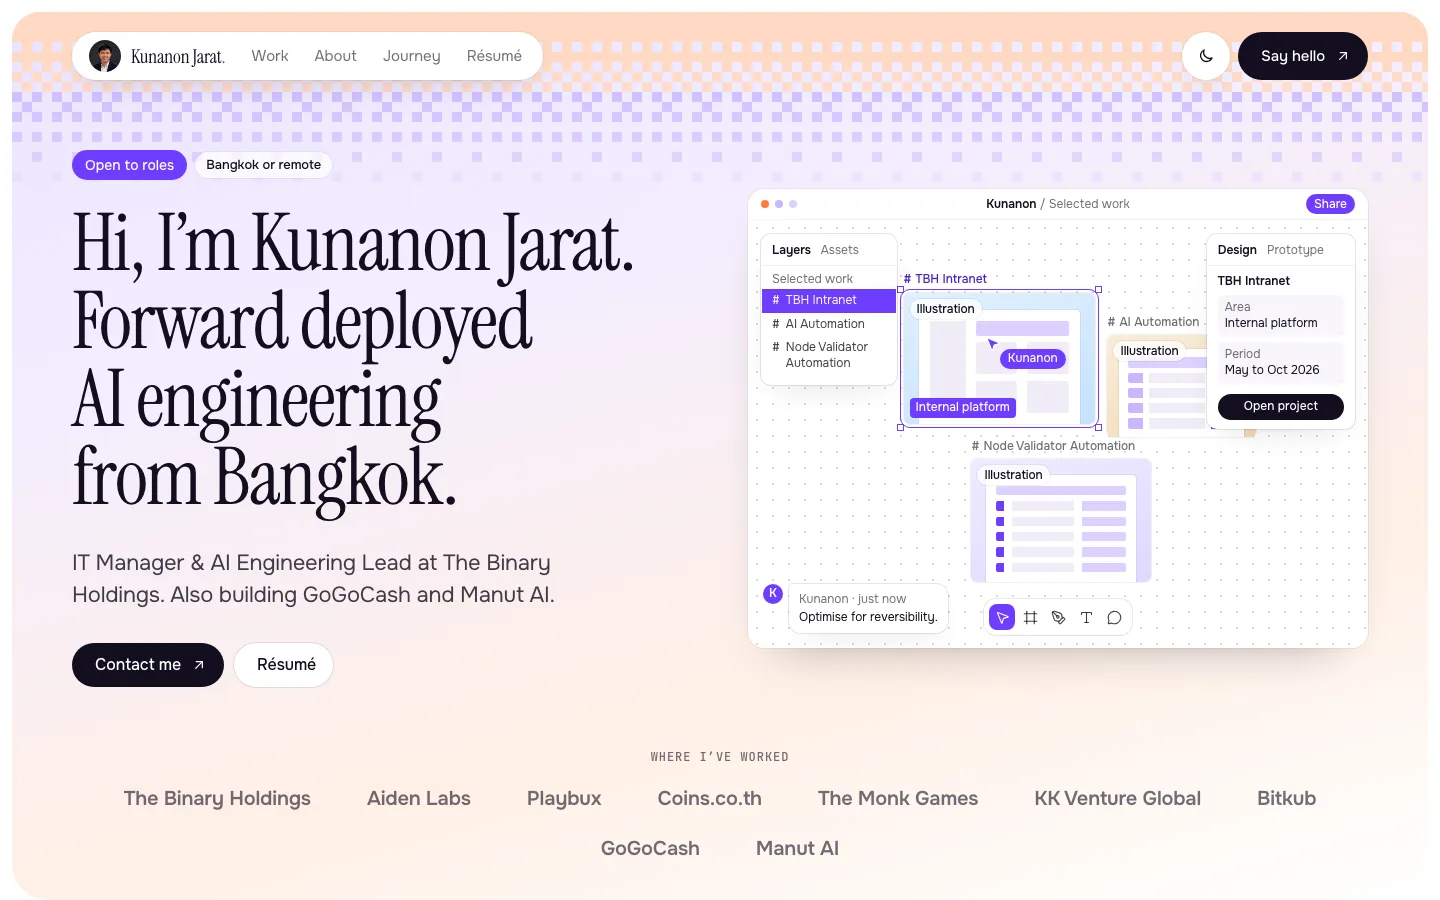 Kunanon Jarat.
Work
About
Journey
Résumé
Say hello
Open to roles
Bangkok or remote
Hi, I’m Kunanon Jarat.
Forward deployed
AI engineering
from Bangkok.
IT Manager & AI Engineering Lead at The Binary
Holdings. Also building GoGoCash and Manut AI.
Contact me
Résumé
Kunanon / Selected work
Share
Layers
Assets
Selected work
# TBH Intranet
# AI Automation
# Node Validator
Automation
# TBH Intranet
Illustration
Kunanon
Internal platform
# AI Automation
Illustration
# Node Validator Automation
Illustration
Design
Prototype
TBH Intranet
Area
Internal platform
Period
May to Oct 2026
Open project
K
Kunanon · just now
Optimise for reversibility.
WHERE I’VE WORKED
The Binary Holdings
Aiden Labs
Playbux
Coins.co.th
The Monk Games
KK Venture Global
Bitkub
GoGoCash
Manut AI